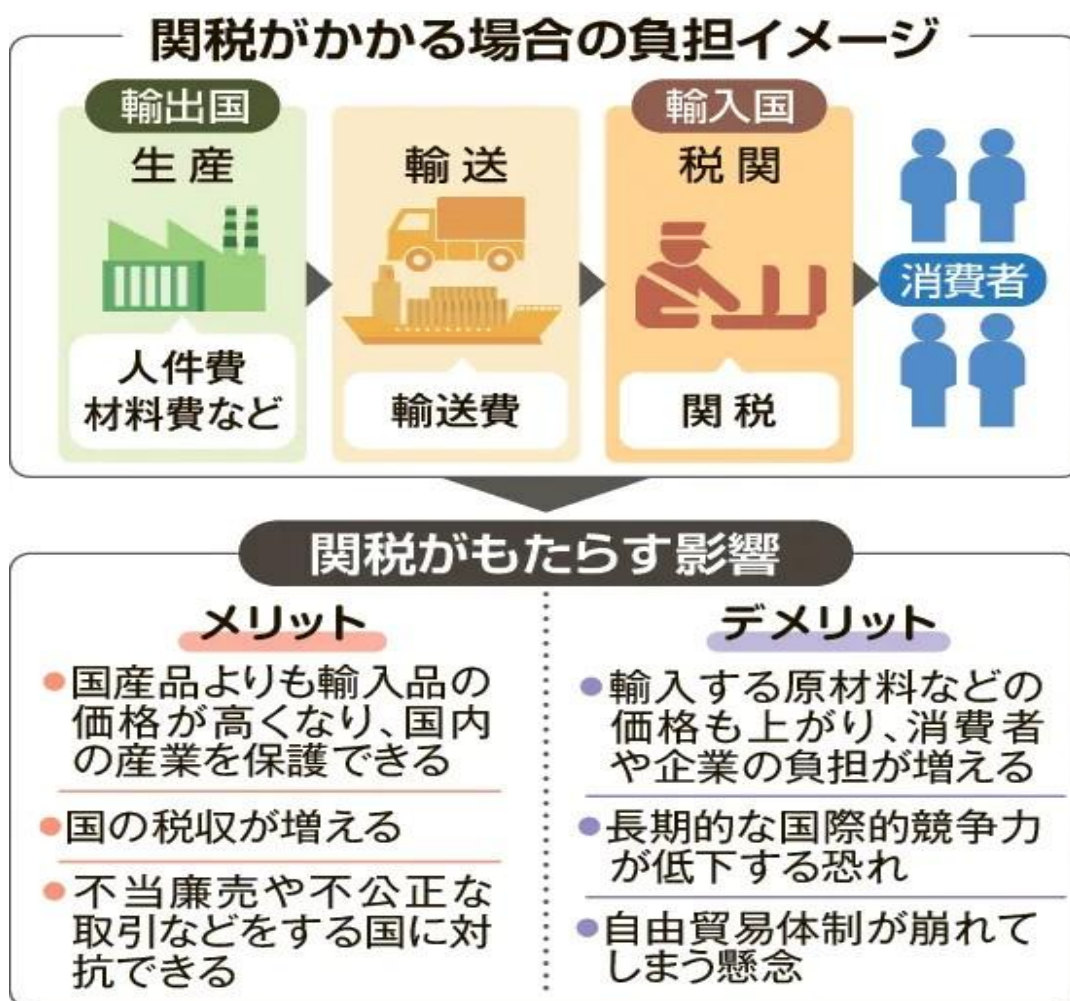 関税がかかる場合の負担イメージ
輸出国
生産
人件費
材料費など
輸送
輸送費
輸入国
税関
関税
消費者
関税がもたらす影響
メリット
●国産品よりも輸入品の
価格が高くなり、国内
の産業を保護できる
●国の税収が増える
●不当廉売や不公正な
取引などをする国に対
抗できる
デメリット
●輸入する原材料などの
価格も上がり、消費者
や企業の負担が増える
●長期的な国際的競争力
が低下する恐れ
●自由貿易体制が崩れて
しまう懸念